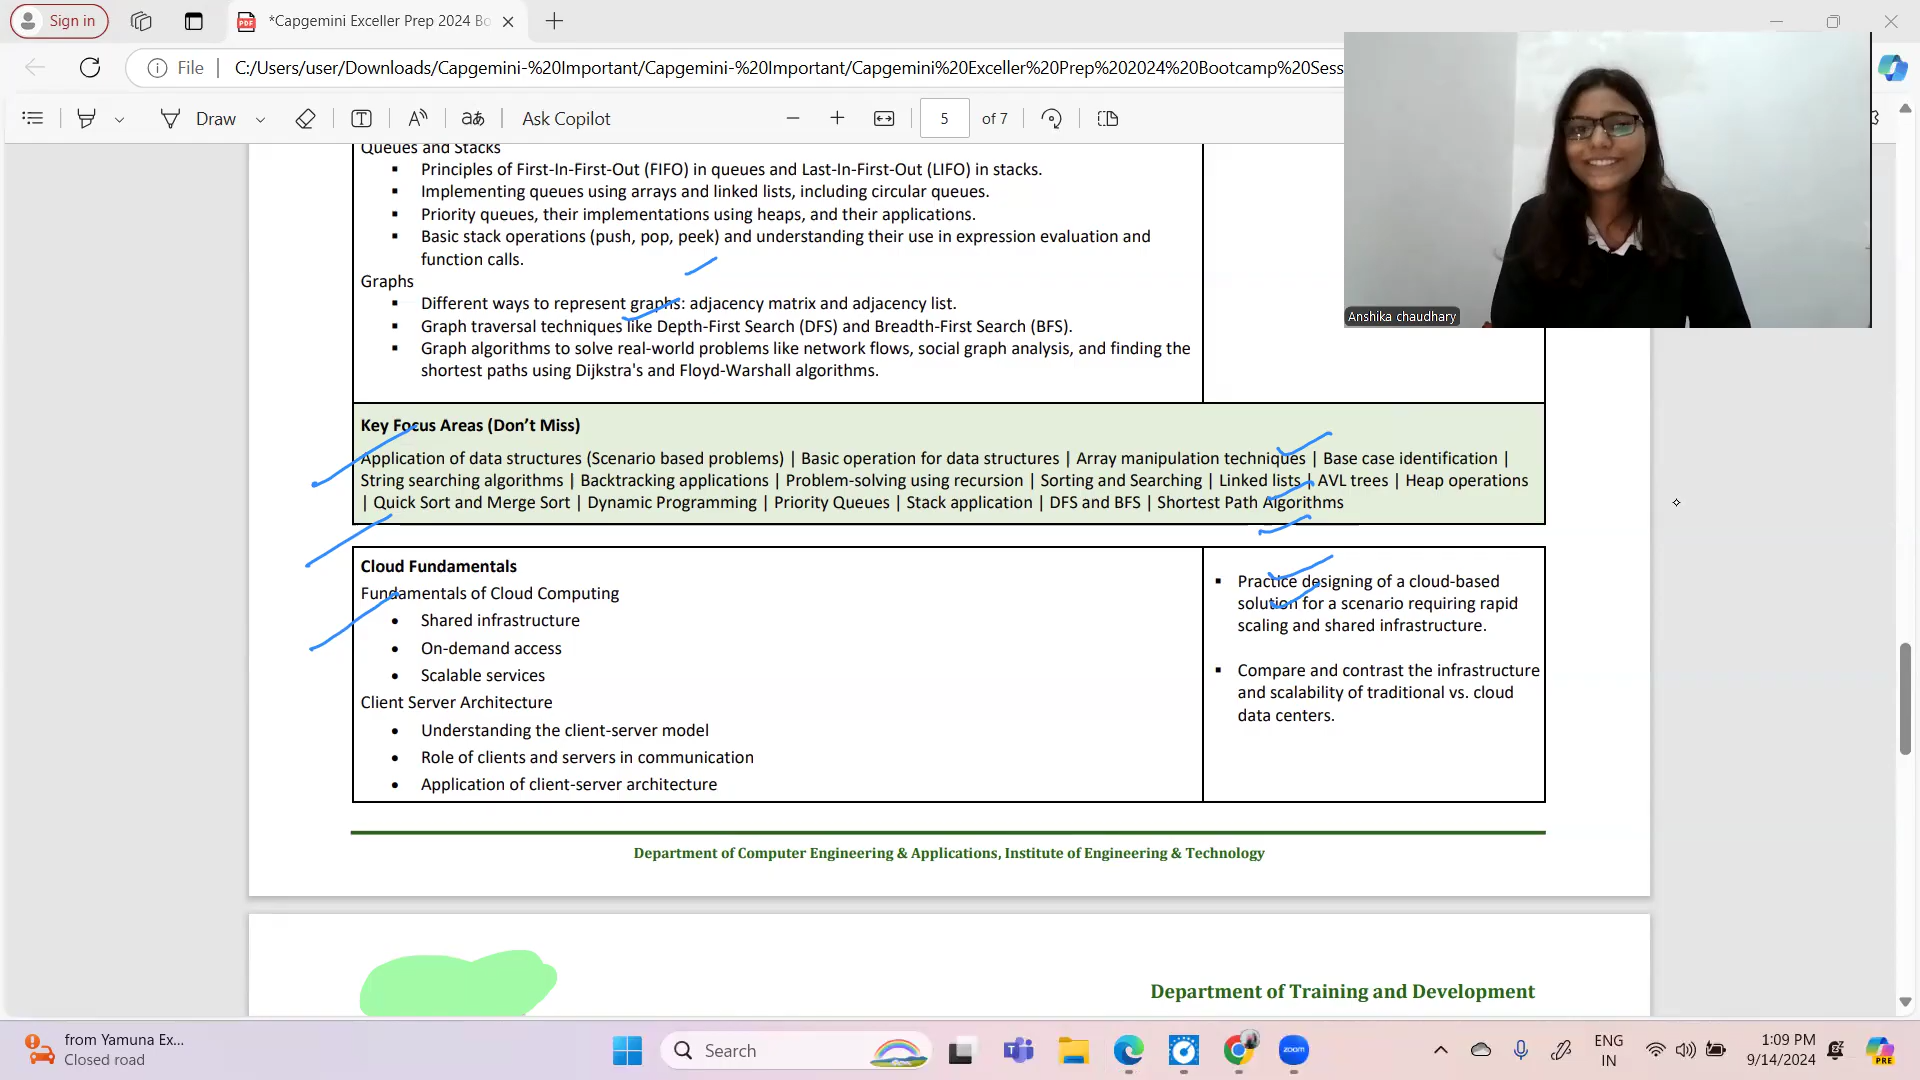 Sign in
*Capgemini Exceller Prep 2024 Bo
File
C:/Users/user/Downloads/Capgemini-%20Important/Capgemini-%20Important/Capgemini%20Exceller%20Prep%202024%20Bootcamp%20Sess
Draw
Ask Copilot
5
of 7
Anshika chaudhary
Queues and Stacks
▪ Principles of First-In-First-Out (FIFO) in queues and Last-In-First-Out (LIFO) in stacks.
▪ Implementing queues using arrays and linked lists, including circular queues.
▪ Priority queues, their implementations using heaps, and their applications.
▪ Basic stack operations (push, pop, peek) and understanding their use in expression evaluation and
function calls.
Graphs
▪ Different ways to represent graphs: adjacency matrix and adjacency list.
▪ Graph traversal techniques like Depth-First Search (DFS) and Breadth-First Search (BFS).
▪ Graph algorithms to solve real-world problems like network flows, social graph analysis, and finding the
shortest paths using Dijkstra's and Floyd-Warshall algorithms.
Key Focus Areas (Don’t Miss)
Application of data structures (Scenario based problems) | Basic operation for data structures | Array manipulation techniques | Base case identification |
String searching algorithms | Backtracking applications | Problem-solving using recursion | Sorting and Searching | Linked lists | AVL trees | Heap operations
| Quick Sort and Merge Sort | Dynamic Programming | Priority Queues | Stack application | DFS and BFS | Shortest Path Algorithms
Cloud Fundamentals
Fundamentals of Cloud Computing
• Shared infrastructure
• On-demand access
• Scalable services
Client Server Architecture
• Understanding the client-server model
• Role of clients and servers in communication
• Application of client-server architecture
▪ Practice designing of a cloud-based
solution for a scenario requiring rapid
scaling and shared infrastructure.
▪ Compare and contrast the infrastructure
and scalability of traditional vs. cloud
data centers.
Department of Computer Engineering & Applications, Institute of Engineering & Technology
Department of Training and Development
from Yamuna Ex...
Closed road
Search
zoom
ENG
IN
1:09 PM
9/14/2024
PRE